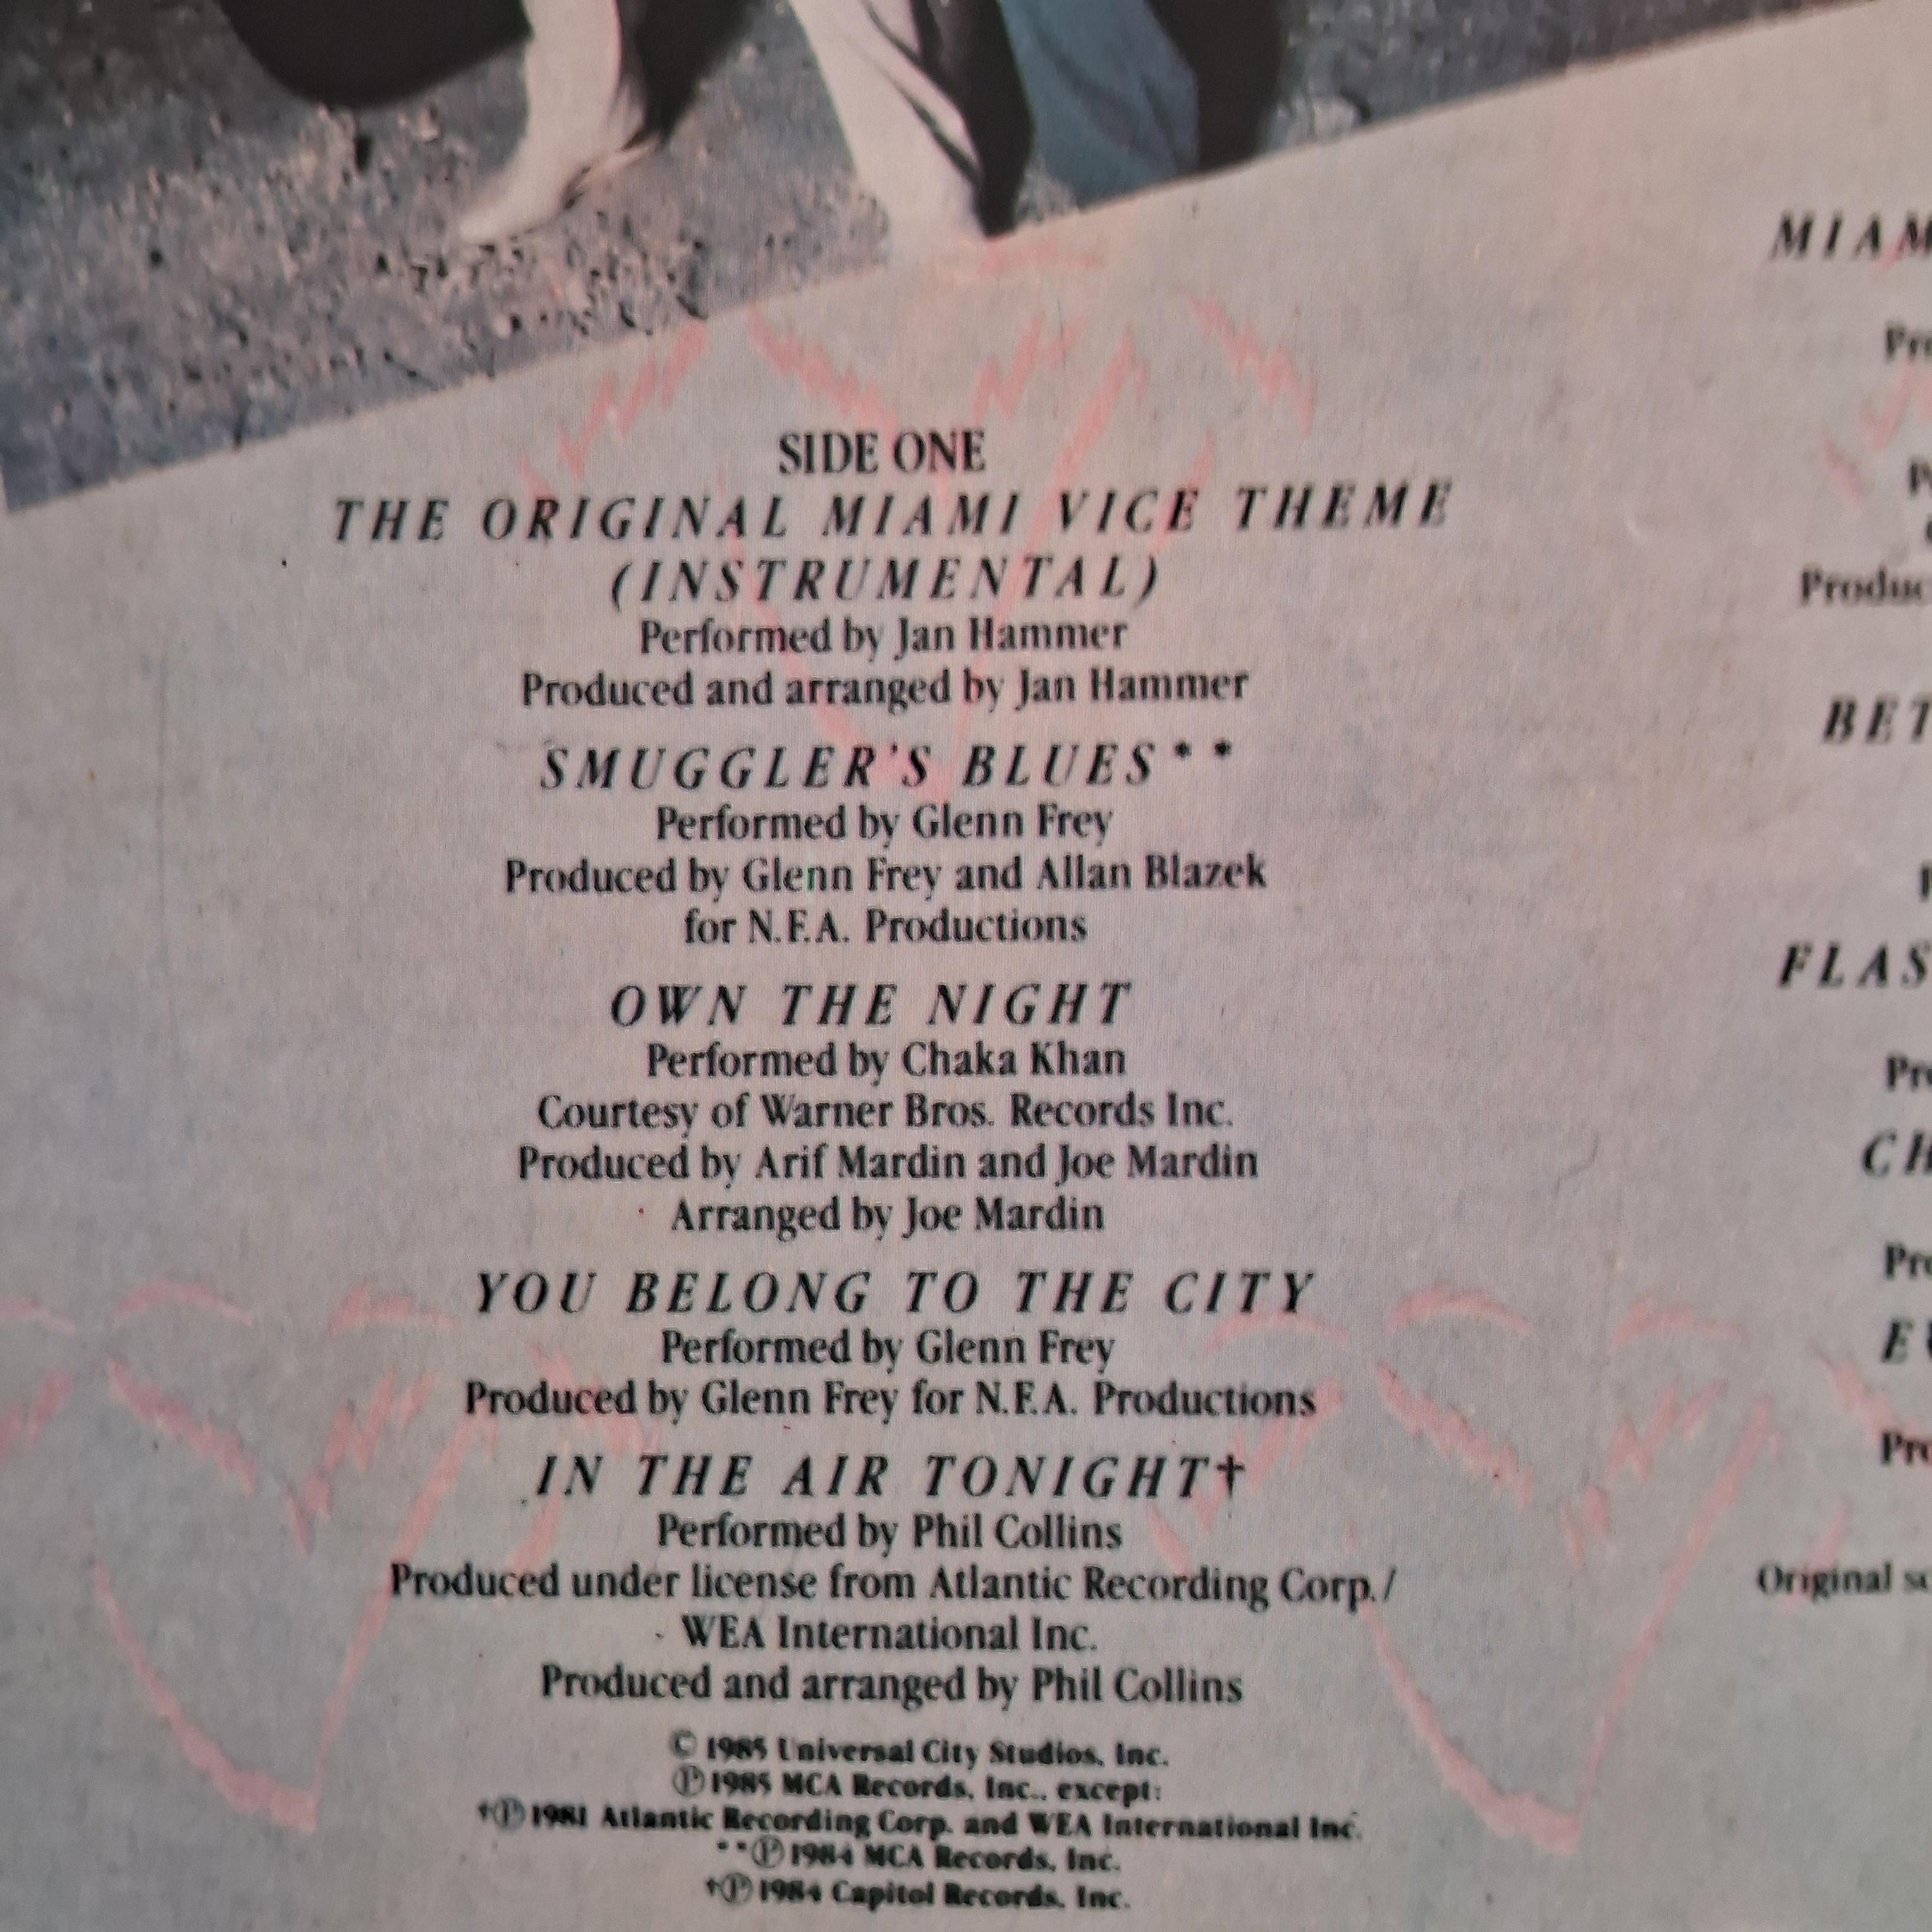 SIDE ONE
THE ORIGINAL MIAMI VICE THEME
(INSTRUMENTAL)
Performed by Jan Hammer
Produced and arranged by Jan Hammer
SMUGGLER'S BLUES**
Performed by Glenn Frey
Produced by Glenn Frey and Allan Blazek
for N.F.A. Productions
OWN THE NIGHT
Performed by Chaka Khan
Courtesy of Warner Bros. Records Inc.
Produced by Arif Mardin and Joe Mardin
Arranged by Joe Mardin
YOU BELONG TO THE CITY
Performed by Glenn Frey
Produced by Glenn Frey for N.F.A. Productions
IN THE AIR TONIGHT†
Performed by Phil Collins
Produced under license from Atlantic Recording Corp./
WEA International Inc.
Produced and arranged by Phil Collins
© 1985 Universal City Studios, Inc.
℗ 1985 MCA Records, Inc., except:
†℗ 1981 Atlantic Recording Corp. and WEA International Inc.
**℗ 1984 MCA Records, Inc.
†℗ 1984 Capitol Records, Inc.
Original